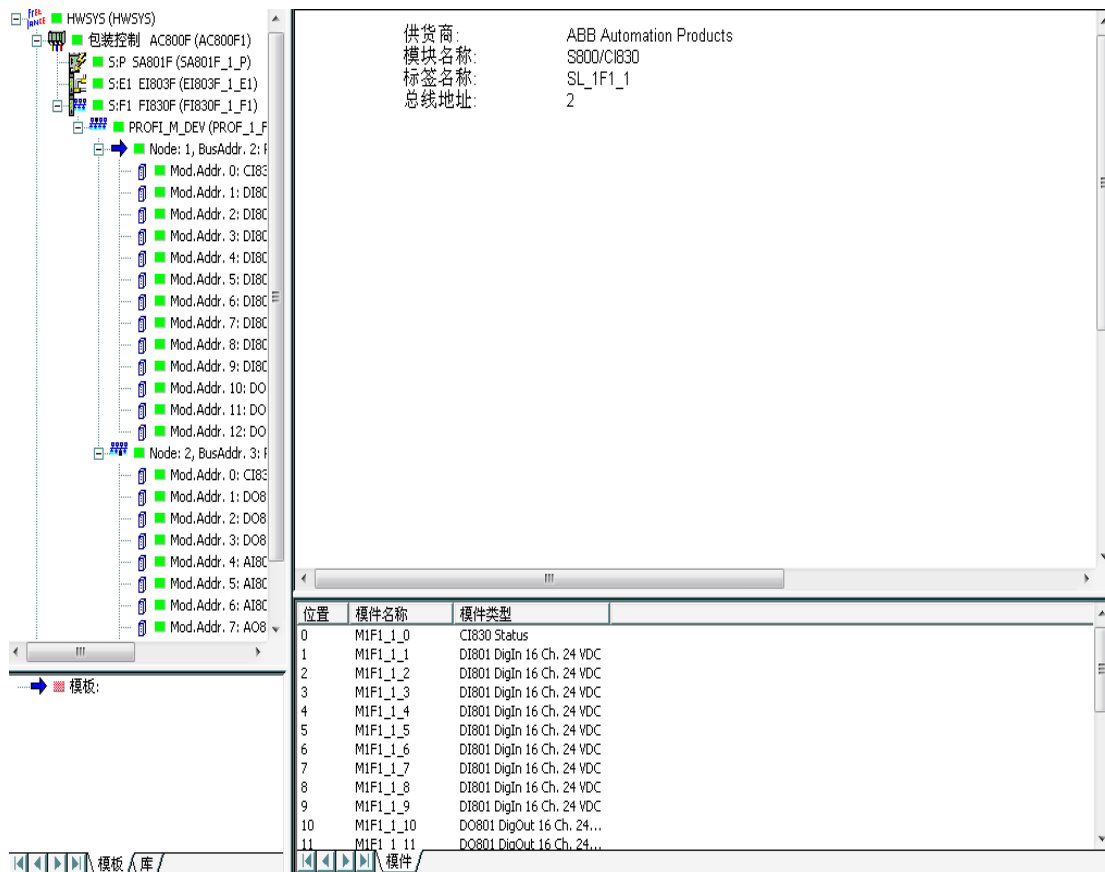 HWSYS (HWSYS)
包装控制 AC800F (AC800F1)
S:P SA801F (SA801F_1_P)
S:E1 EI803F (EI803F_1_E1)
S:F1 FI830F (FI830F_1_F1)
PROFI_M_DEV (PROF_1_F
Node: 1, BusAddr. 2: F
Mod.Addr. 0: CI83
Mod.Addr. 1: DI80
Mod.Addr. 2: DI80
Mod.Addr. 3: DI80
Mod.Addr. 4: DI80
Mod.Addr. 5: DI80
Mod.Addr. 6: DI80
Mod.Addr. 7: DI80
Mod.Addr. 8: DI80
Mod.Addr. 9: DI80
Mod.Addr. 10: DO
Mod.Addr. 11: DO
Mod.Addr. 12: DO
Node: 2, BusAddr. 3: F
Mod.Addr. 0: CI83
Mod.Addr. 1: DO8
Mod.Addr. 2: DO8
Mod.Addr. 3: DO8
Mod.Addr. 4: AI80
Mod.Addr. 5: AI80
Mod.Addr. 6: AI80
Mod.Addr. 7: AO8
模板:
模板 库
供货商: ABB Automation Products
模块名称: S800/CI830
标签名称: SL_1F1_1
总线地址: 2
位置 模件名称 模件类型
0 M1F1_1_0 CI830 Status
1 M1F1_1_1 DI801 DigIn 16 Ch. 24 VDC
2 M1F1_1_2 DI801 DigIn 16 Ch. 24 VDC
3 M1F1_1_3 DI801 DigIn 16 Ch. 24 VDC
4 M1F1_1_4 DI801 DigIn 16 Ch. 24 VDC
5 M1F1_1_5 DI801 DigIn 16 Ch. 24 VDC
6 M1F1_1_6 DI801 DigIn 16 Ch. 24 VDC
7 M1F1_1_7 DI801 DigIn 16 Ch. 24 VDC
8 M1F1_1_8 DI801 DigIn 16 Ch. 24 VDC
9 M1F1_1_9 DI801 DigIn 16 Ch. 24 VDC
10 M1F1_1_10 DO801 DigOut 16 Ch. 24...
11 M1F1_1_11 DO801 DigOut 16 Ch. 24...
模件